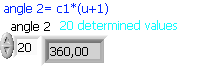 angle 2= c1*(u+1)
angle 2 20 determined values
20 360,00